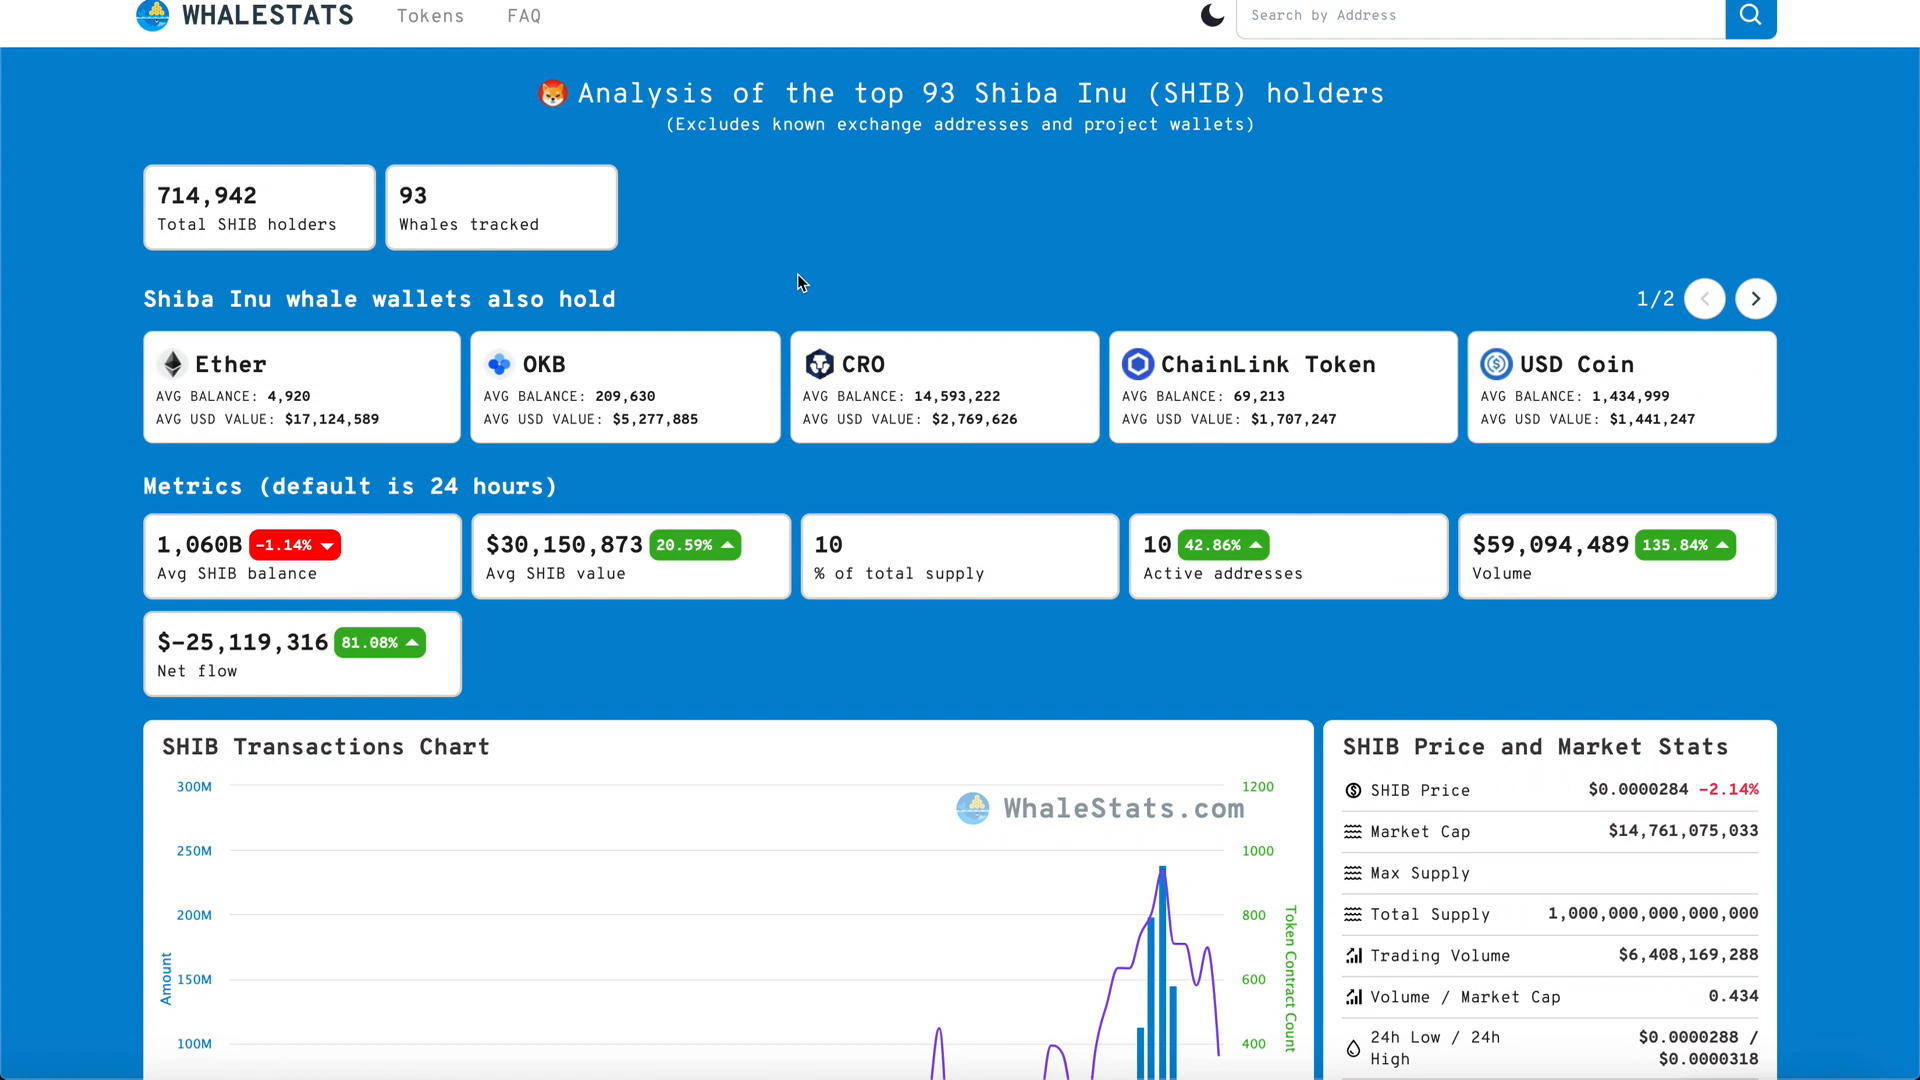 WHALESTATS
Tokens
FAQ
Search by Address
Analysis of the top 93 Shiba Inu (SHIB) holders
(Excludes known exchange addresses and project wallets)
714,942
Total SHIB holders
93
Whales tracked
Shiba Inu whale wallets also hold
1/2
Ether
AVG BALANCE: 4,920
AVG USD VALUE: $17,124,589
OKB
AVG BALANCE: 209,630
AVG USD VALUE: $5,277,885
CRO
AVG BALANCE: 14,593,222
AVG USD VALUE: $2,769,626
ChainLink Token
AVG BALANCE: 69,213
AVG USD VALUE: $1,707,247
USD Coin
AVG BALANCE: 1,434,999
AVG USD VALUE: $1,441,247
Metrics (default is 24 hours)
1,060B -1.14%
Avg SHIB balance
$30,150,873 20.59%
Avg SHIB value
10
% of total supply
10 42.86%
Active addresses
$59,094,489 135.84%
Volume
$-25,119,316 81.08%
Net flow
SHIB Transactions Chart
300M
250M
200M
150M
100M
Amount
WhaleStats.com
1200
1000
800
600
400
Token Contract Count
SHIB Price and Market Stats
SHIB Price $0.0000284 -2.14%
Market Cap $14,761,075,033
Max Supply
Total Supply 1,000,000,000,000,000
Trading Volume $6,408,169,288
Volume / Market Cap 0.434
24h Low / 24h $0.0000288 /
High $0.0000318